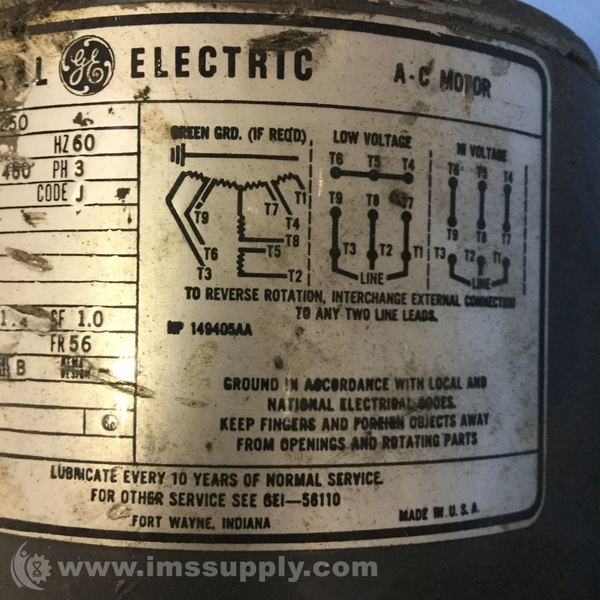 GE ELECTRIC A-C MOTOR
HZ 60
460 PH 3
CODE J
SF 1.0
FR 56
B NEMA DESIGN
GREEN GRD. (IF REQ'D)
T9 T7 T1
T4
T6 T8
T3 T5
T2
LOW VOLTAGE
T6 T5 T4
T9 T8 T7
T3 T2 T1
LINE
HI VOLTAGE
T6 T5 T4
T9 T8 T7
T3 T2 T1
LINE
TO REVERSE ROTATION, INTERCHANGE EXTERNAL CONNECTION
TO ANY TWO LINE LEADS.
NP 149405AA
GROUND IN ACCORDANCE WITH LOCAL AND
NATIONAL ELECTRICAL CODES.
KEEP FINGERS AND FOREIGN OBJECTS AWAY
FROM OPENINGS AND ROTATING PARTS
LUBRICATE EVERY 10 YEARS OF NORMAL SERVICE.
FOR OTHER SERVICE SEE GEI-56110
FORT WAYNE, INDIANA MADE IN U.S.A.
www.imssupply.com